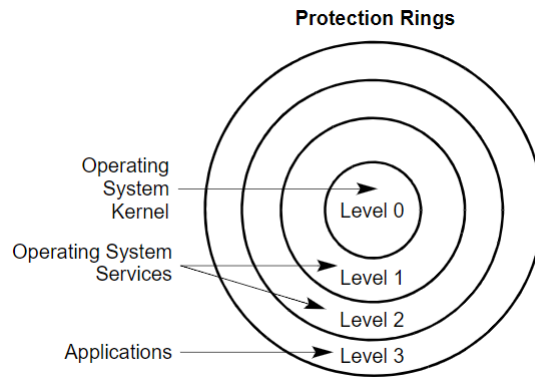 Protection Rings
Operating
System
Kernel
Level 0
Operating System
Services
Level 1
Level 2
Applications
Level 3